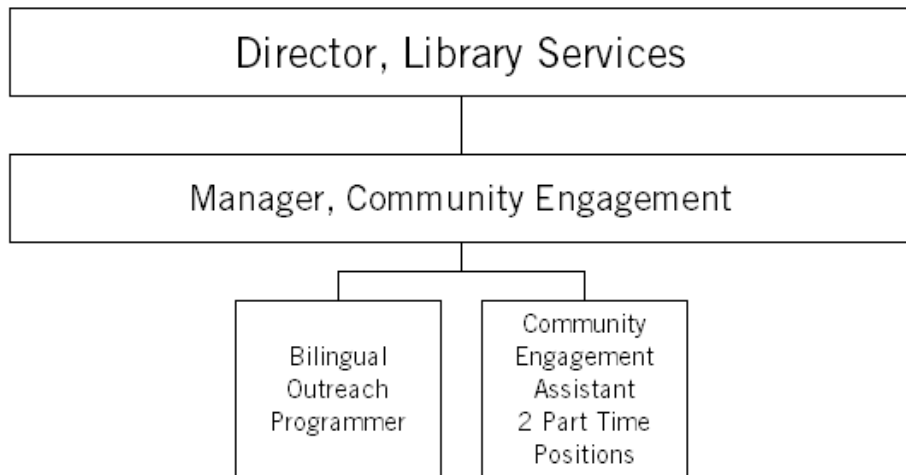 Director, Library Services
Manager, Community Engagement
Bilingual
Outreach
Programmer
Community
Engagement
Assistant
2 Part Time
Positions